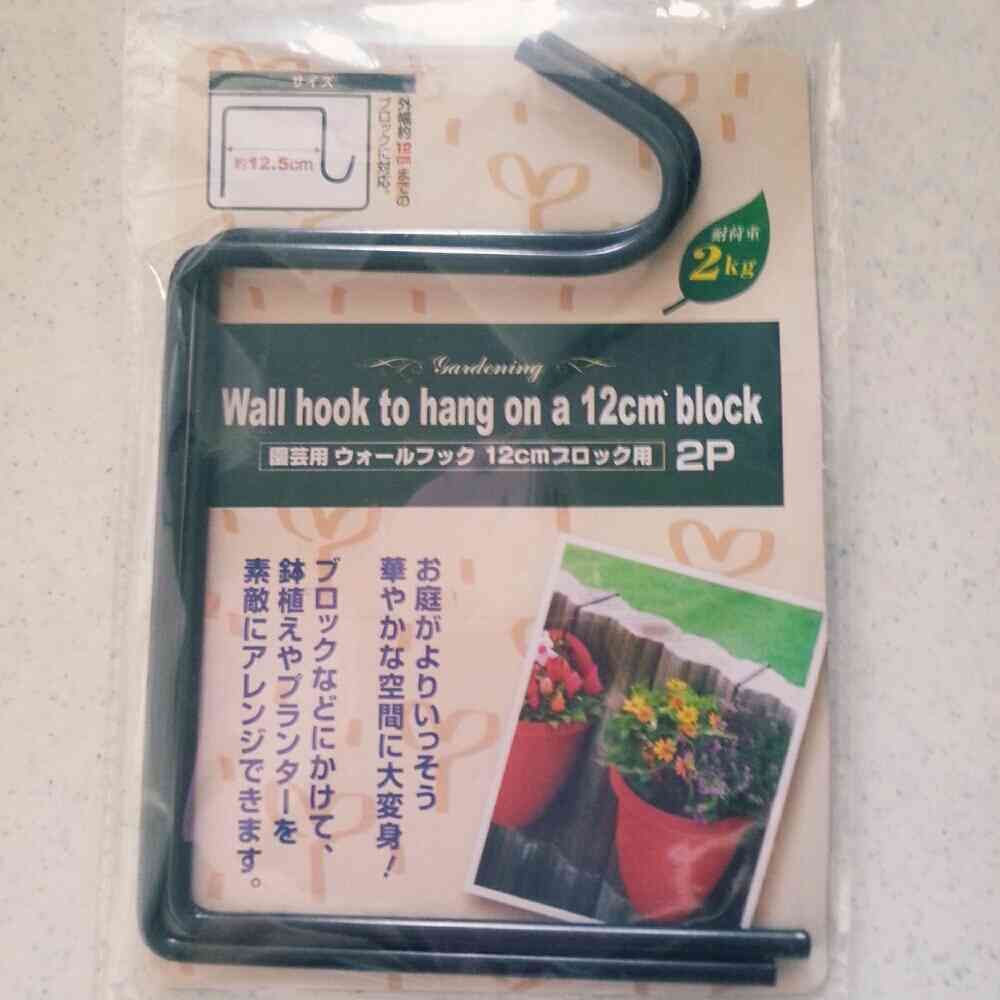 サイズ
約12.5cm
外幅約12cmまでの
ブロックに対応。
耐荷重
2kg
Gardening
Wall hook to hang on a 12cm block
園芸用 ウォールフック 12cmブロック用 2P
お庭がよりいっそう
華やかな空間に大変身!
ブロックなどにかけて、
鉢植えやプランターを
素敵にアレンジできます。